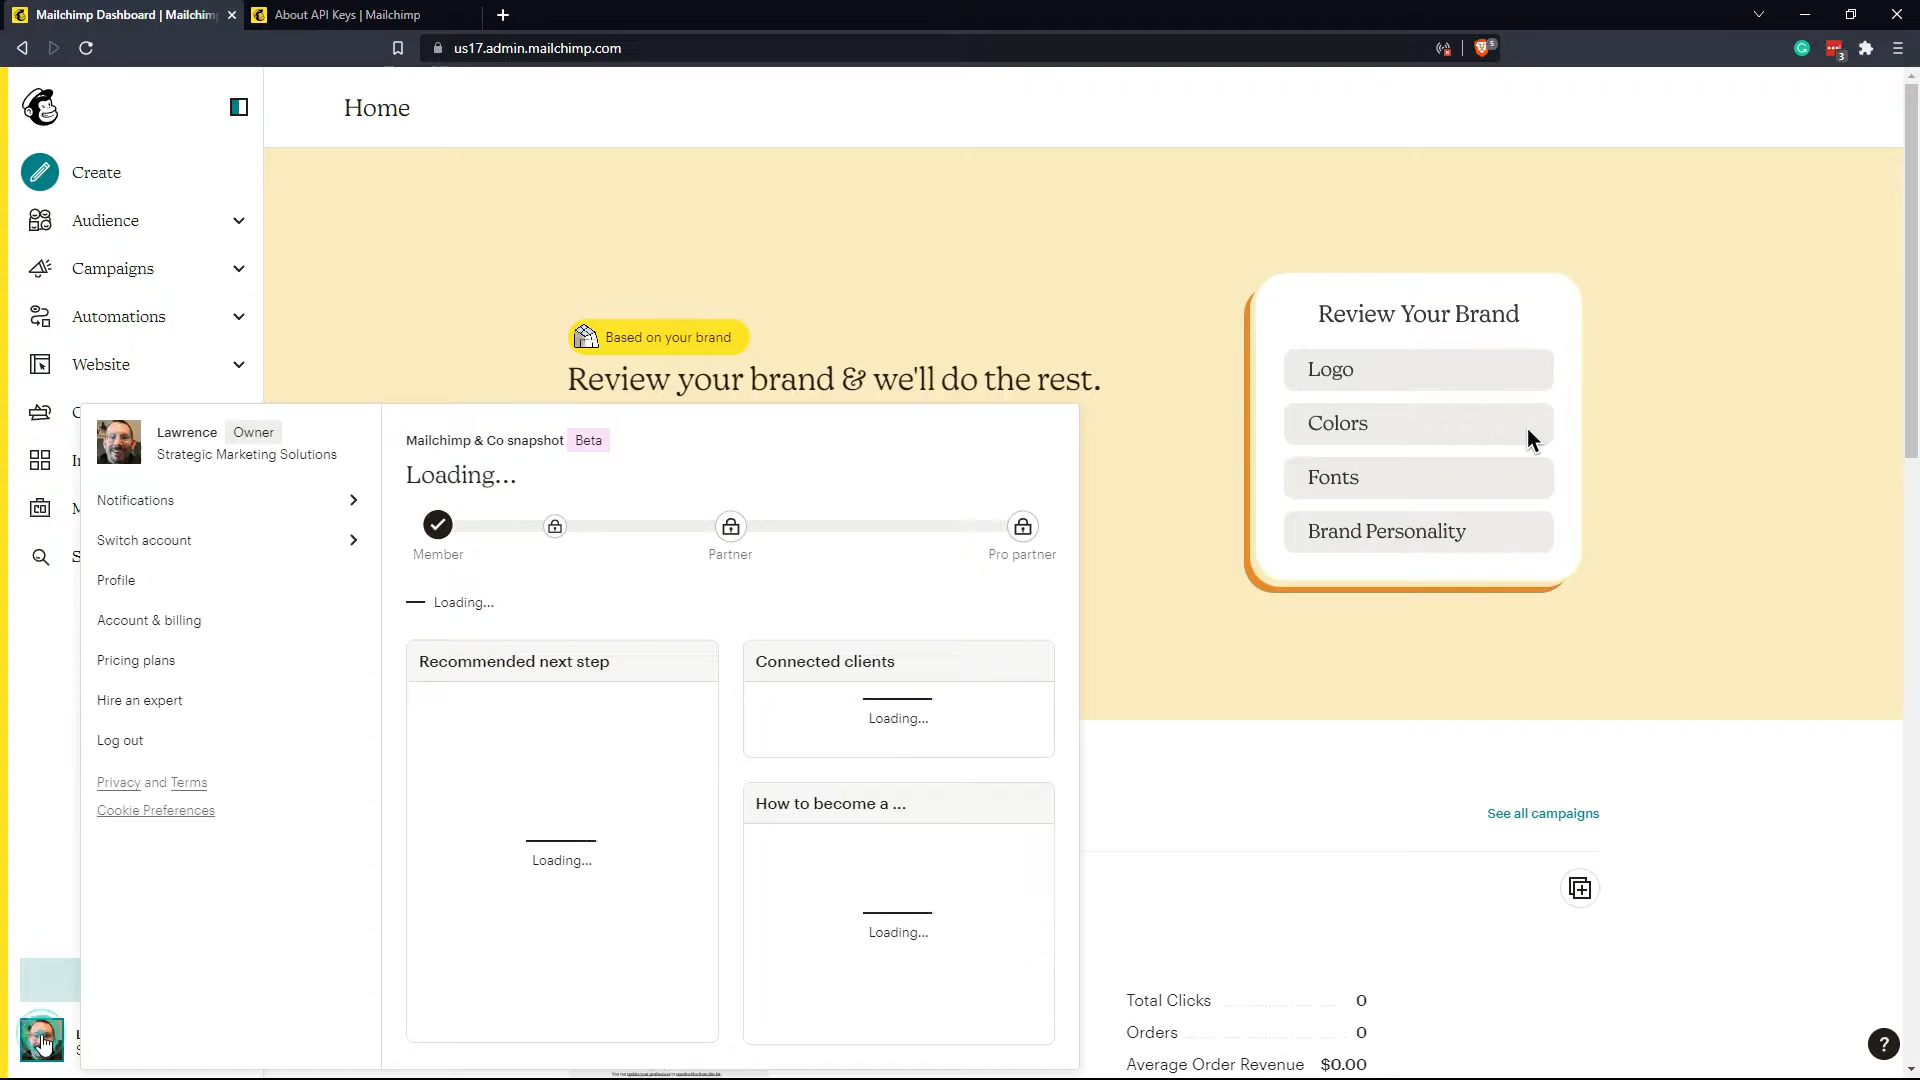 Mailchimp Dashboard | Mailchim
About API Keys | Mailchimp
us17.admin.mailchimp.com
5
3
Home
Create
Audience
Campaigns
Automations
Website
Based on your brand
Review your brand & we'll do the rest.
Review Your Brand
Logo
Colors
Fonts
Brand Personality
Lawrence Owner
Strategic Marketing Solutions
Notifications
Switch account
Profile
Account & billing
Pricing plans
Hire an expert
Log out
Privacy and Terms
Cookie Preferences
Mailchimp & Co snapshot Beta
Loading...
Member
Partner
Pro partner
Loading...
Recommended next step
Loading...
Connected clients
Loading...
How to become a ...
Loading...
See all campaigns
Total Clicks 0
Orders 0
Average Order Revenue $0.00
?